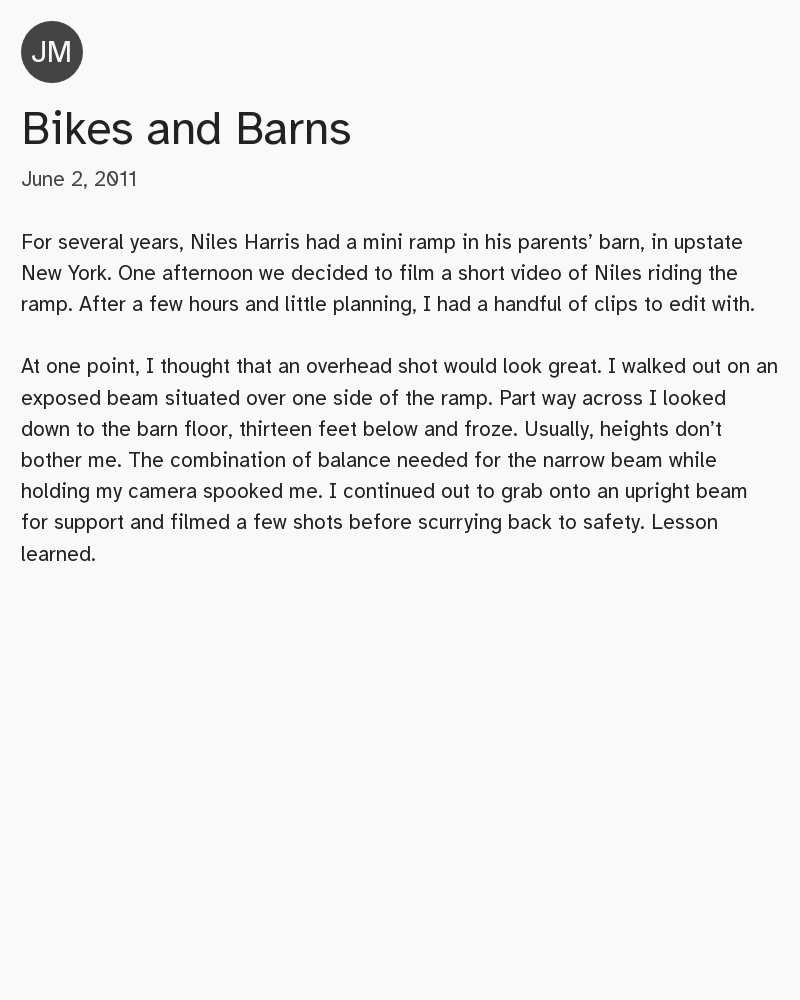 JM
Bikes and Barns
June 2, 2011
For several years, Niles Harris had a mini ramp in his parents’ barn, in upstate
New York. One afternoon we decided to film a short video of Niles riding the
ramp. After a few hours and little planning, I had a handful of clips to edit with.
At one point, I thought that an overhead shot would look great. I walked out on an
exposed beam situated over one side of the ramp. Part way across I looked
down to the barn floor, thirteen feet below and froze. Usually, heights don’t
bother me. The combination of balance needed for the narrow beam while
holding my camera spooked me. I continued out to grab onto an upright beam
for support and filmed a few shots before scurrying back to safety. Lesson
learned.